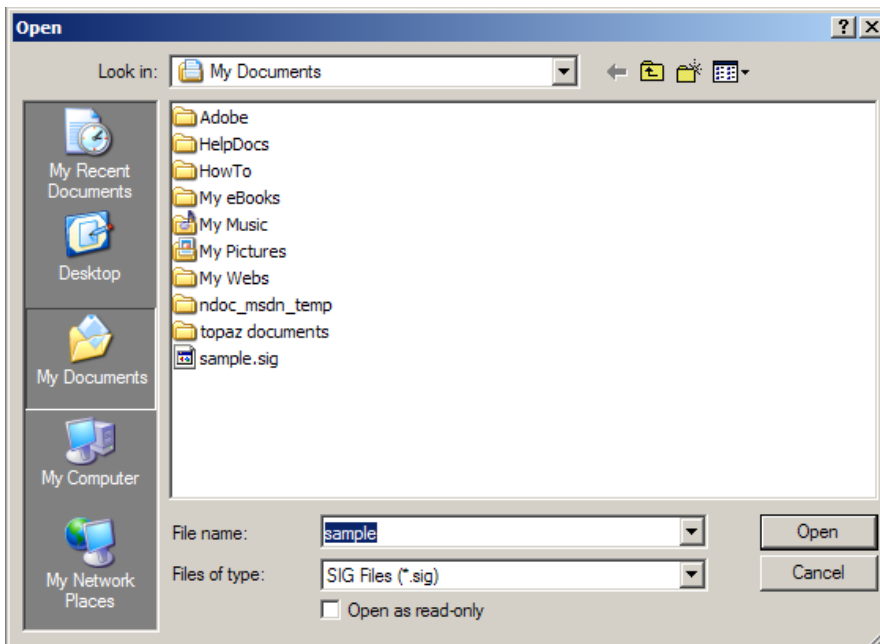 Open
Look in: My Documents
My Recent
Documents
Desktop
My Documents
My Computer
My Network
Places
Adobe
HelpDocs
HowTo
My eBooks
My Music
My Pictures
My Webs
ndoc_msdn_temp
topaz documents
sample.sig
File name: sample Open
Files of type: SIG Files (*.sig) Cancel
Open as read-only